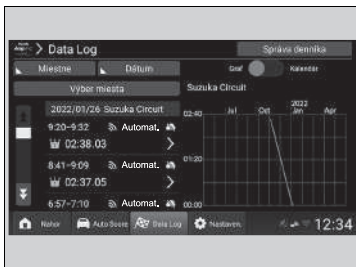 > Data Log
Správa denníka
Miestne
Dátum
Graf
Kalendár
Výber miesta
Suzuka Circuit
2022/01/26 Suzuka Circuit
9:20-9:32 Automat.
02:38.03
8:41-9:09 Automat.
02:37.05
6:57-7:10 Automat.
2022
Jul Oct Jan Apr
02:40
01:20
00:00
Návrat
Auto Score
Data Log
Nastaven.
12:34